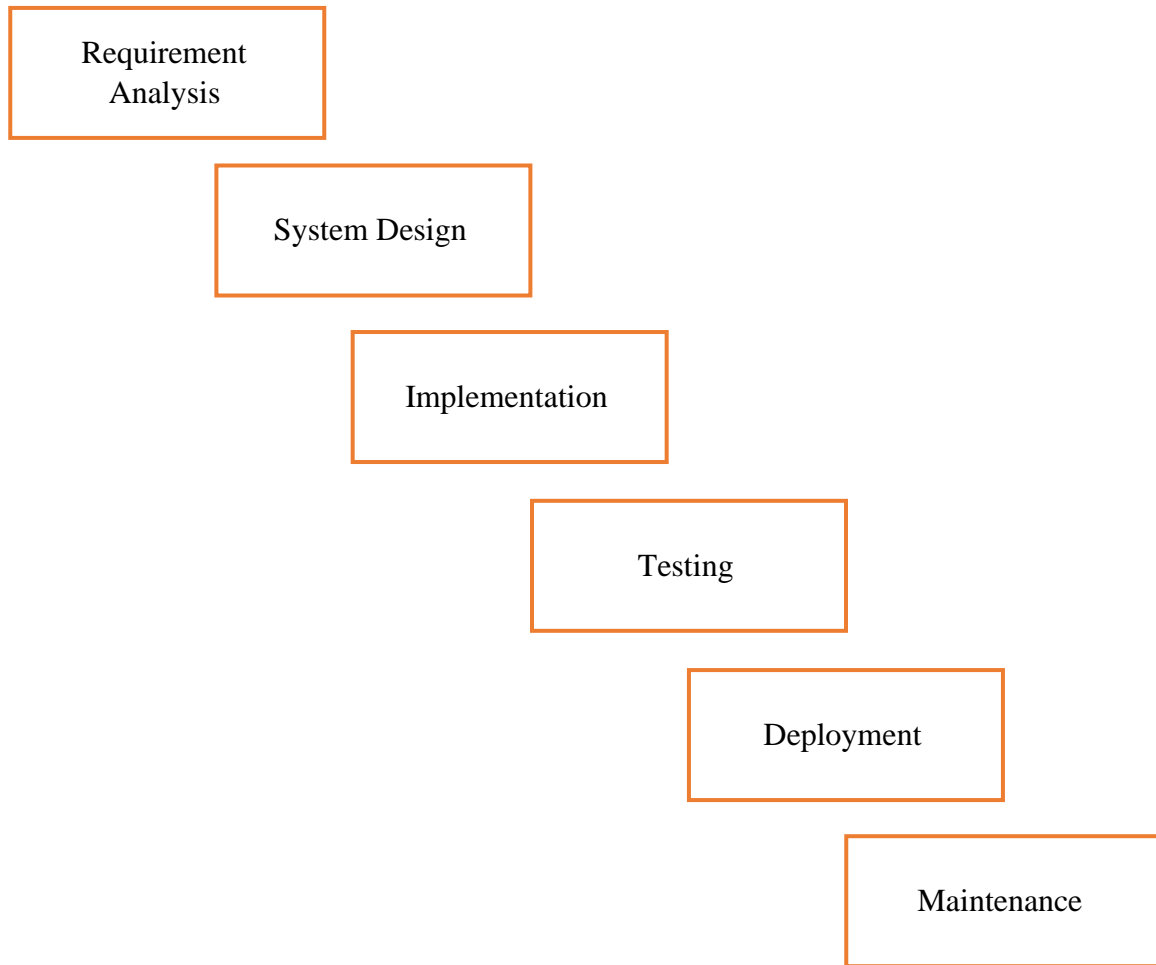 Requirement
Analysis
System Design
Implementation
Testing
Deployment
Maintenance